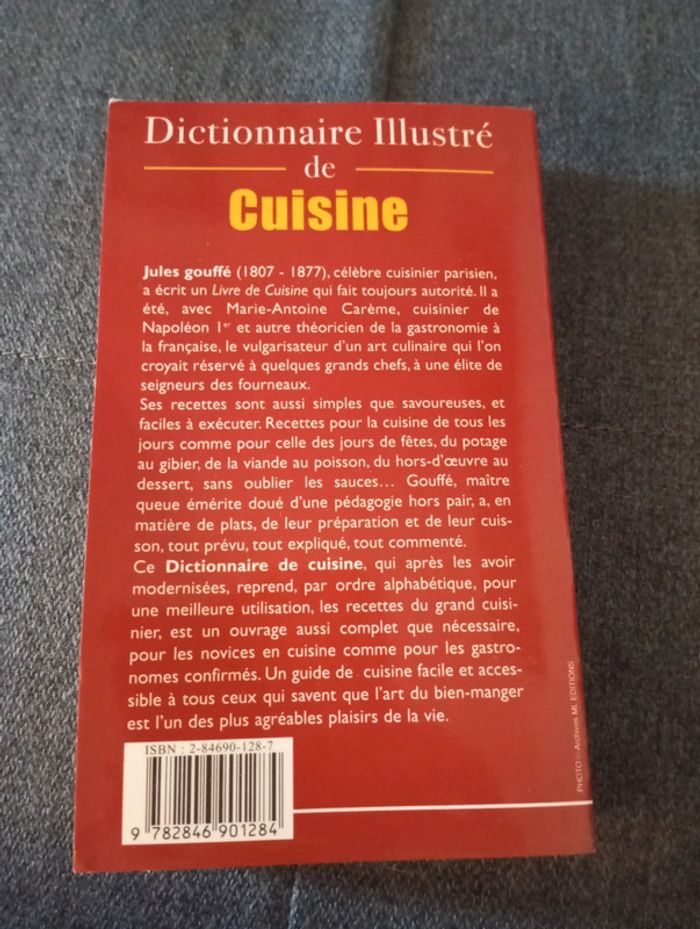 Dictionnaire Illustré
de
Cuisine
Jules gouffé (1807 - 1877), célèbre cuisinier parisien,
a écrit un Livre de Cuisine qui fait toujours autorité. Il a
été, avec Marie-Antoine Carème, cuisinier de
Napoléon 1er et autre théoricien de la gastronomie à
la française, le vulgarisateur d'un art culinaire qui l'on
croyait réservé à quelques grands chefs, à une élite de
seigneurs des fourneaux.
Ses recettes sont aussi simples que savoureuses, et
faciles à exécuter. Recettes pour la cuisine de tous les
jours comme pour celle des jours de fêtes, du potage
au gibier, de la viande au poisson, du hors-d'œuvre au
dessert, sans oublier les sauces... Gouffé, maître
queue émérite doué d'une pédagogie hors pair, a, en
matière de plats, de leur préparation et de leur cuis-
son, tout prévu, tout expliqué, tout commenté.
Ce Dictionnaire de cuisine, qui après les avoir
modernisées, reprend, par ordre alphabétique, pour
une meilleure utilisation, les recettes du grand cuisi-
nier, est un ouvrage aussi complet que nécessaire,
pour les novices en cuisine comme pour les gastro-
nomes confirmés. Un guide de cuisine facile et acces-
sible à tous ceux qui savent que l'art du bien-manger
est l'un des plus agréables plaisirs de la vie.
PHOTO © Archives ML EDITIONS
ISBN : 2-84690-128-7
9 782846 901284